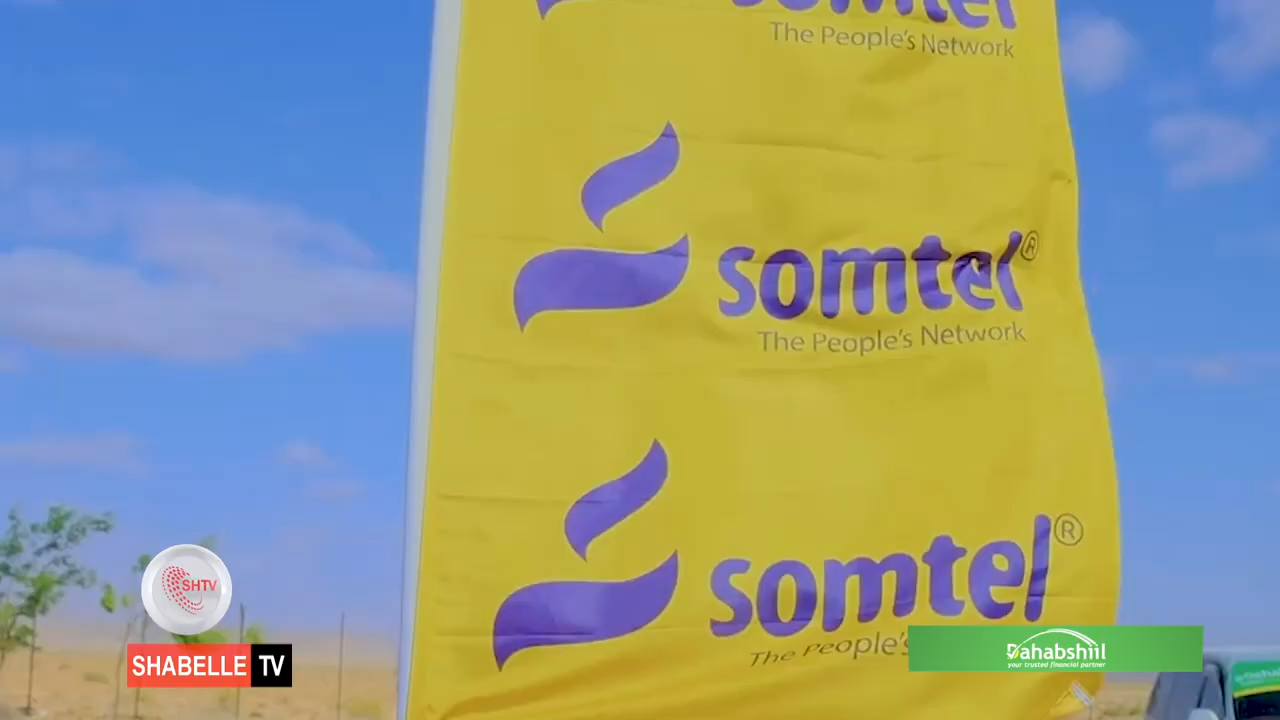 somtel
The People's Network
somtel®
The People's Network
somtel®
The People's
SHTV
SHABELLE TV
Dahabshiil
your trusted financial partner